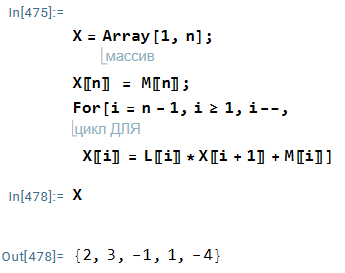 In[475]:=
X = Array[1, n];
массив
X〚n〛 = M〚n〛;
For[i = n - 1, i ≥ 1, i--,
цикл ДЛЯ
X〚i〛 = L〚i〛 * X〚i + 1〛 + M〚i〛]
In[478]:= X
Out[478]= {2, 3, -1, 1, -4}